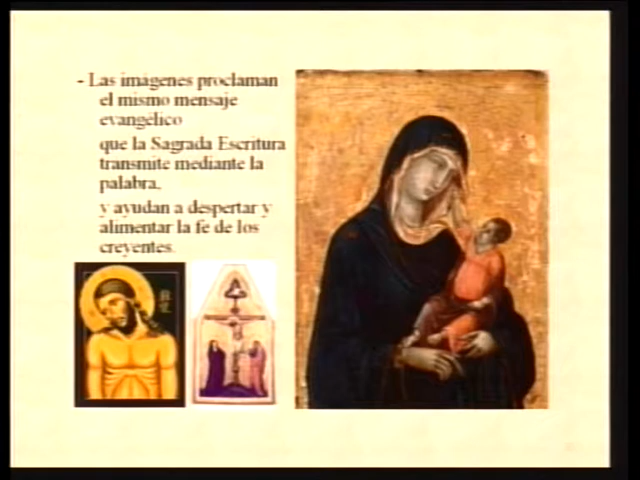 - Las imágenes proclaman
el mismo mensaje
evangélico
que la Sagrada Escritura
transmite mediante la
palabra,
y ayudan a despertar y
alimentar la fe de los
creyentes.